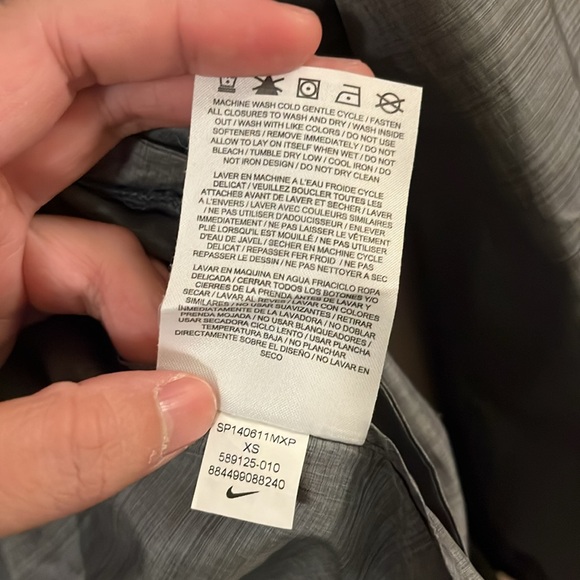 MACHINE WASH COLD GENTLE CYCLE / FASTEN
ALL CLOSURES TO WASH AND DRY / WASH INSIDE
OUT / WASH WITH LIKE COLORS / DO NOT USE
SOFTENERS / REMOVE IMMEDIATELY / DO NOT
ALLOW TO LAY ON ITSELF WHEN WET / DO NOT
BLEACH / TUMBLE DRY LOW / COOL IRON / DO
NOT IRON DESIGN / DO NOT DRY CLEAN
LAVER EN MACHINE A L'EAU FROIDE CYCLE
DELICAT / VEUILLEZ BOUCLER TOUTES LES
ATTACHES AVANT DE LAVER ET SECHER / LAVER
A L'ENVERS / LAVER AVEC COULEURS SIMILAIRES
/ NE PAS UTILISER D'ADOUCISSEUR / ENLEVER
IMMEDIATEMENT / NE PAS LAISSER LE VÊTEMENT
PLIÉ LORSQU'IL EST MOUILLÉ / NE PAS UTILISER
D'EAU DE JAVEL / SÉCHER EN MACHINE CYCLE
DELICAT / REPASSER FER FROID / NE PAS
REPASSER LE DESSIN / NE PAS NETTOYER A SEC
LAVAR EN MAQUINA EN AGUA FRIA/CICLO ROPA
DELICADA / CERRAR TODOS LOS BOTONES Y/O
CIERRES DE LA PRENDA ANTES DE LAVAR Y
SECAR / LAVAR AL REVES / LAVAR CON COLORES
SIMILARES / NO USAR SUAVIZANTES / RETIRAR
INMEDIATAMENTE DE LA LAVADORA / NO DOBLAR
PRENDA MOJADA / NO USAR BLANQUEADORES /
USAR SECADORA CICLO LENTO / USAR PLANCHA
TEMPERATURA BAJA / NO PLANCHAR
DIRECTAMENTE SOBRE EL DISEÑO / NO LAVAR EN
SECO
SP140611MXP
XS
589125-010
884499088240